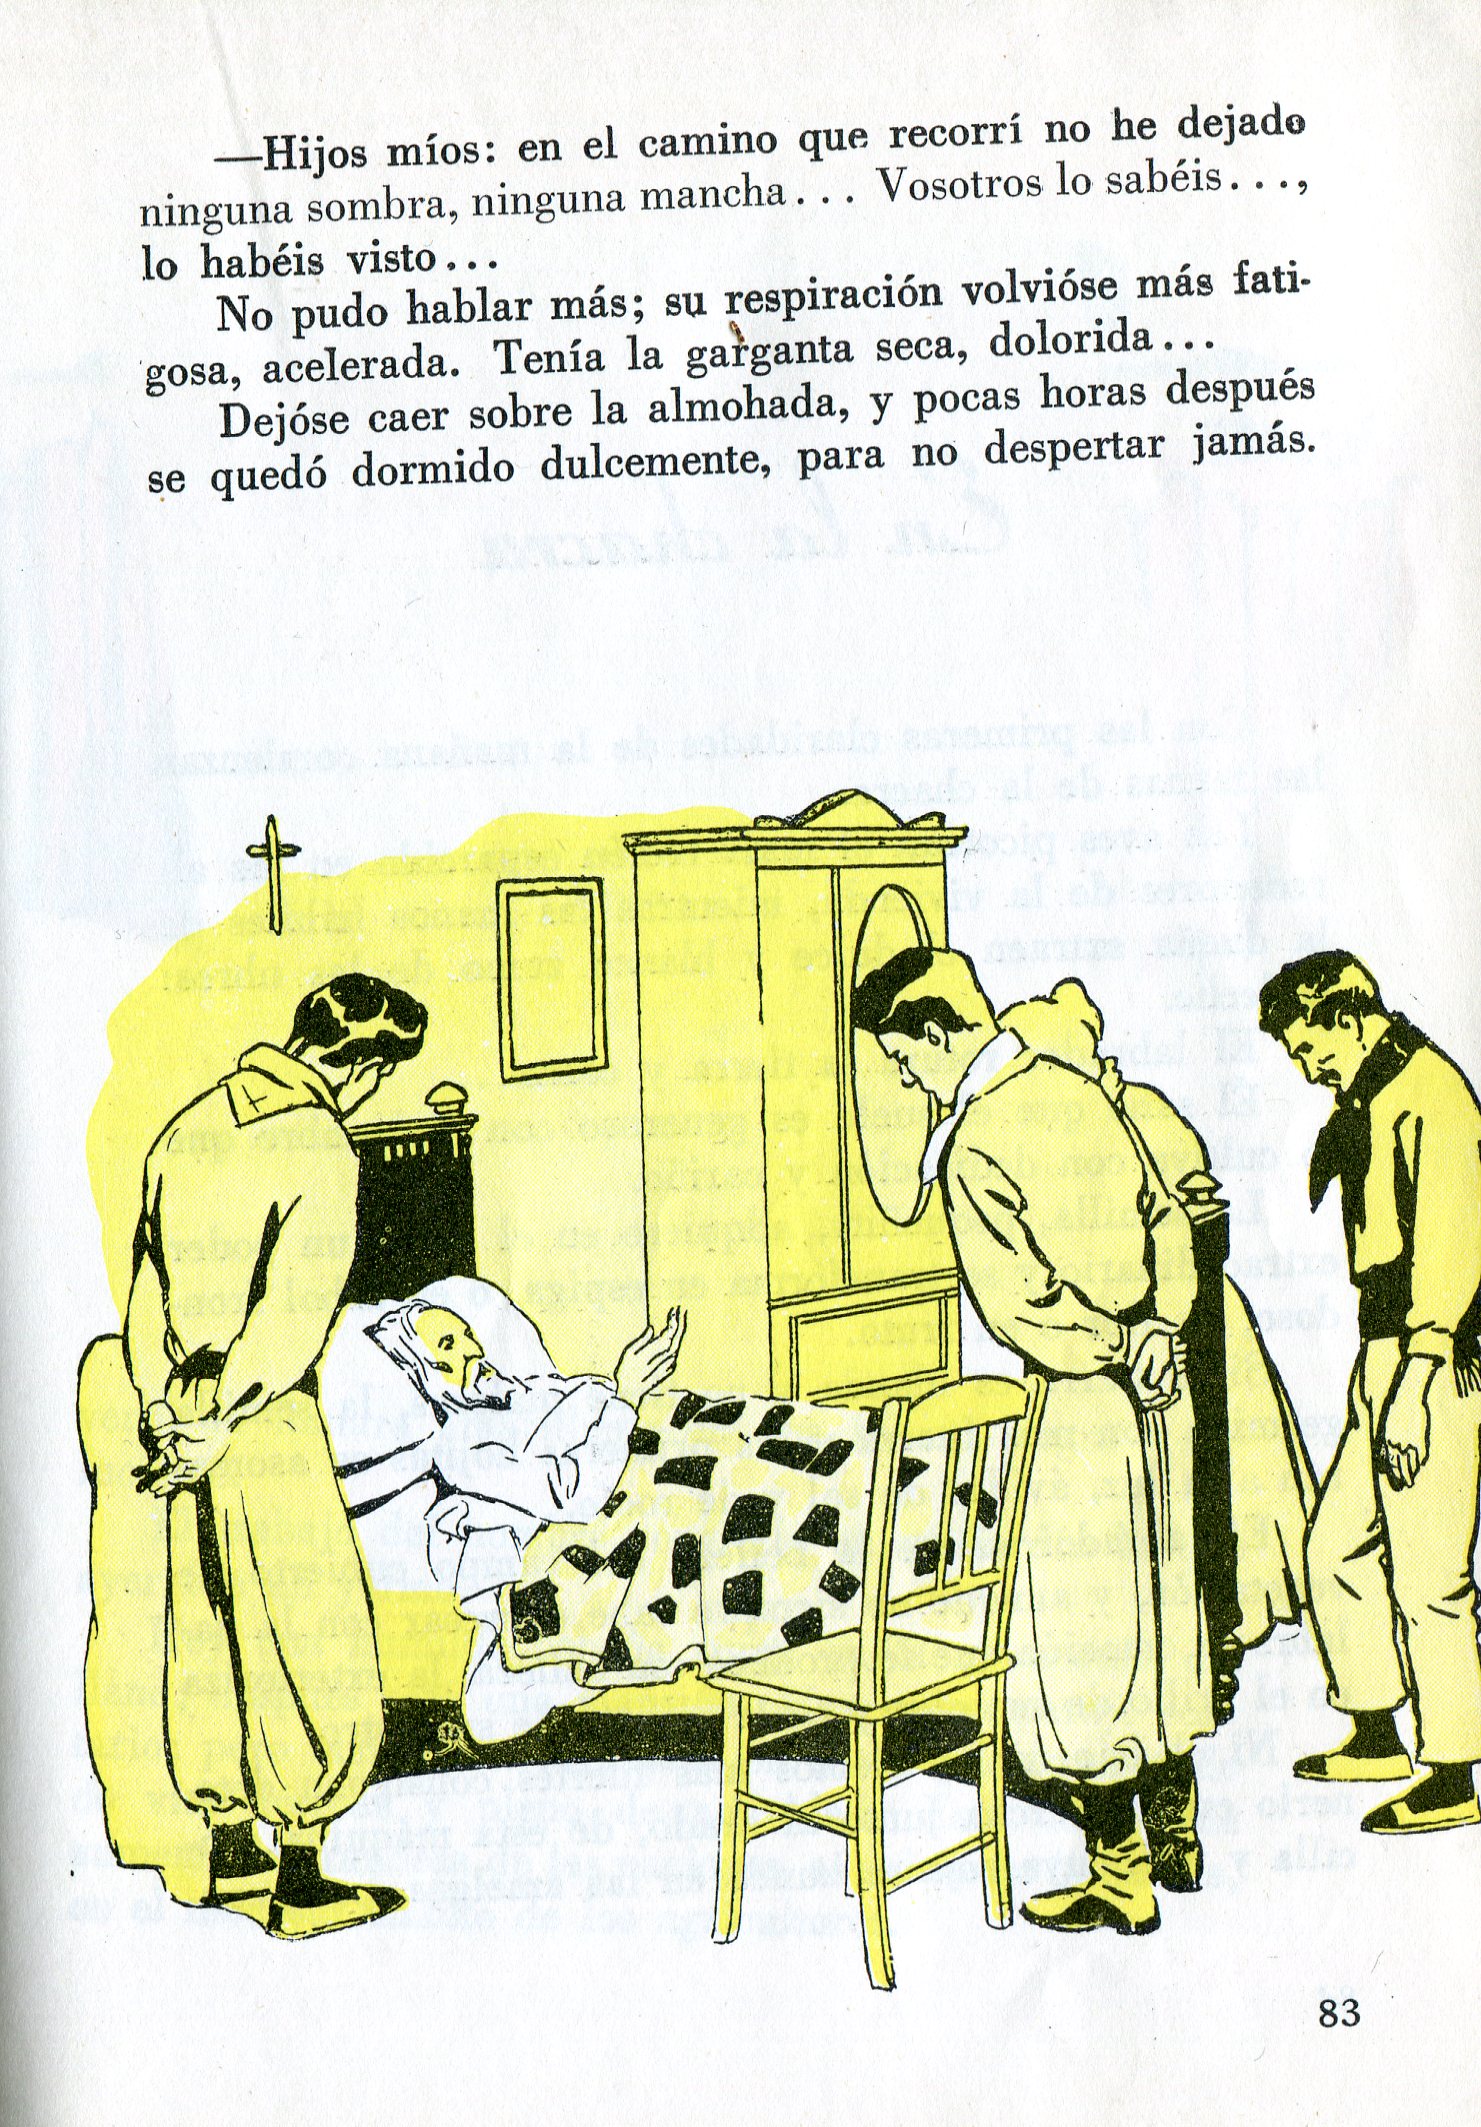 —Hijos míos: en el camino que recorrí no he dejado
ninguna sombra, ninguna mancha... Vosotros lo sabéis...,
lo habéis visto...
No pudo hablar más; su respiración volvióse más fati-
gosa, acelerada. Tenía la garganta seca, dolorida...
Dejóse caer sobre la almohada, y pocas horas después
se quedó dormido dulcemente, para no despertar jamás.
83